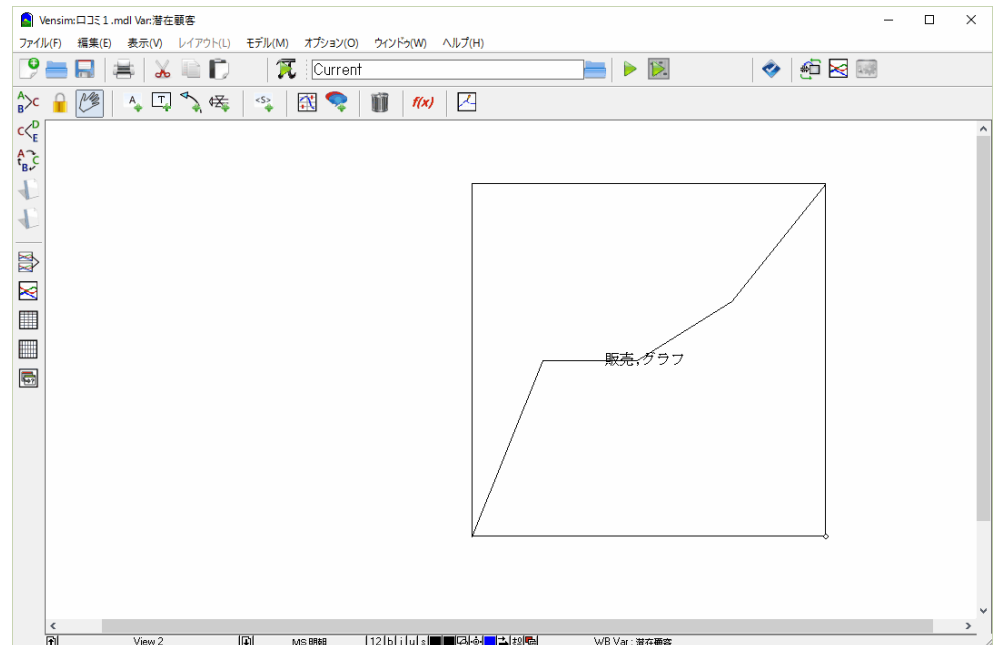 Vensim:口コミ1.mdl Var:潜在顧客
ファイル(F) 編集(E) 表示(V) レイアウト(L) モデル(M) オプション(O) ウィンドゥ(W) ヘルプ(H)
Current
A B C
A T <S> f(x)
C D E
A C B
販売,グラフ
View 2 MS 明朝 12 b i u s WB Var : 潜在顧客